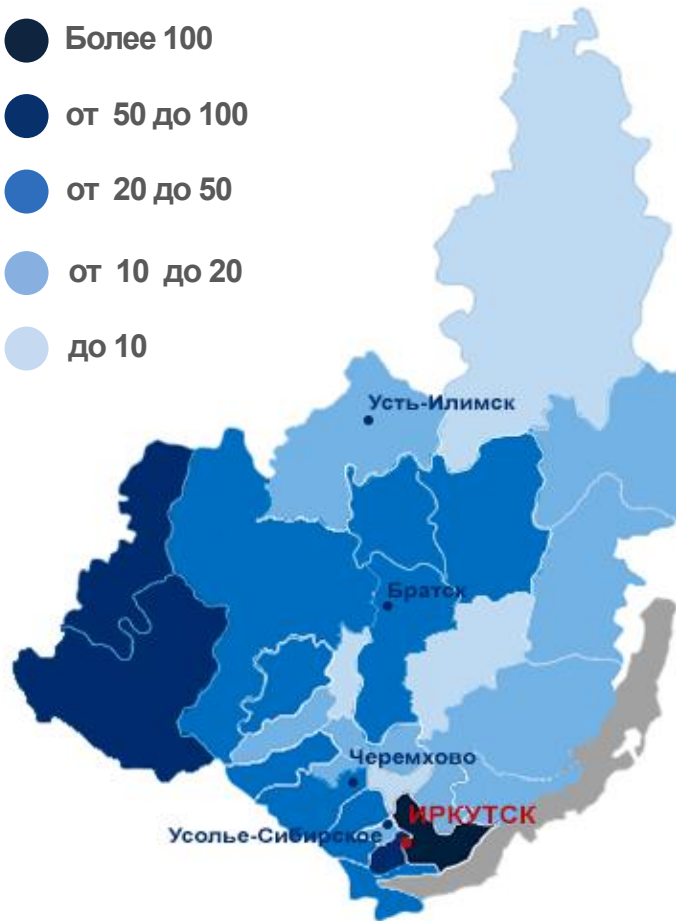 Более 100
от 50 до 100
от 20 до 50
от 10 до 20
до 10
Усть-Илимск
Братск
Черемхово
ИРКУТСК
Усолье-Сибирское